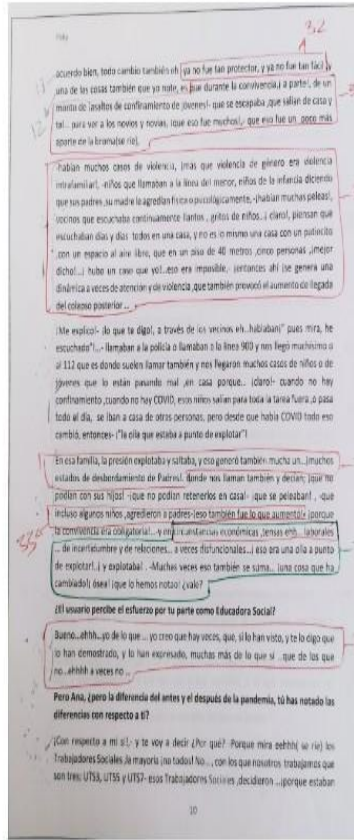 32
acuerdo bien, todo cambio también eh ya no fue tan protector, y ya no fue tan fácil y
una de las cosas también que yo note, es que durante la convivencia,¡ a parte!, de un
monto de ¡asaltos de confinamiento de jóvenes!- que se escapaba ,que salían de casa y
tal... para ver a los novios y novias, ¡que eso fue muchos!,- que eso fue un poco más
aparte de la broma(se ríe).
-habían muchos casos de violencia, ¡mas que violencia de género era violencia
intrafamiliar!, -niños que llamaban a la línea del menor, niños de la infancia diciendo
que sus padres ,su madre le agredían física o psicológicamente. -¡habían muchas peleas!,
vecinos que escuchaba continuamente llantos , gritos de niños..¡ claro!, piensan que
escuchaban días y días todos en una casa, y no es lo mismo una casa con un patinito
,con un espacio al aire libre, que en un piso de 40 metros ,cinco personas ,¡mejor
dicho!...¡ hubo un caso que yo!...eso era imposible,- ¡entonces ahí !se genera una
dinámica a veces de atención y de violencia ,que también provocó el aumento de llegada
del colapso posterior...
¡Me explico!- ¡lo que te digo!, a través de los vecinos eh...hablaban¡" pues mira, he
escuchado"!...- llamaban a la policía o llamaban a la línea 900 y nos llegó muchísimo o
al 112 que es donde suelen llamar también y nos llegaron muchos casos de niños o de
jóvenes que lo están pasando mal ,en casa porque.. ¡claro!- cuando no hay
confinamiento ,cuando no hay COVID, esos niños salían para toda la tarea fuera ,o pasa
todo al día, se iban a casa de otras personas, pero desde que había COVID todo eso
cambió, entonces- ¡"la olla que estaba a punto de explotar"!
En esa familia, la presión explotaba y saltaba, y eso generó también mucha un...¡muchos
estados de desbordamiento de Padres!, donde nos llaman también y decían; ¡que no
podían con sus hijos! -¡que no podían retenerlos en casa!- ¡que se peleaban! , -que
incluso algunos niños ,agredieron a padres-¡eso también fue lo que aumento!- ¡porque
la convivencia era obligatoria!...-y en circunstancias económicas ,tensas ehh.. laborales
... de incertidumbre y de relaciones... a veces disfuncionales...¡ eso era una olla a punto
de explotar!..¡ y explotaba! . -Muchas veces eso también se suma... ¡una cosa que ha
cambiado!¡ ósea! ¡que lo hemos notao! ¿vale?
33
¿El usuario percibe el esfuerzo por tu parte como Educadora Social?
Bueno...ehhh...yo de lo que ... yo creo que hay veces, que, sí lo han visto, y te lo digo que
lo han demostrado, y lo han expresado, muchas más de lo que sí ...que de los que
no...ehhhh a veces no ...
Pero Ana, ¿pero la diferencia del antes y el después de la pandemia, tú has notado las
diferencias con respecto a ti?
¡Con respecto a mí si!,- y te voy a decir ¿Por qué? Porque mira eehhh( se ríe) los
Trabajadores Sociales ,la mayoría ¡no todos! No... , con los que nosotros trabajamos que
son tres; UTS3, UTS5 y UTS7- esos Trabajadores Sociales ,decidieron ...¡porque estaban
10